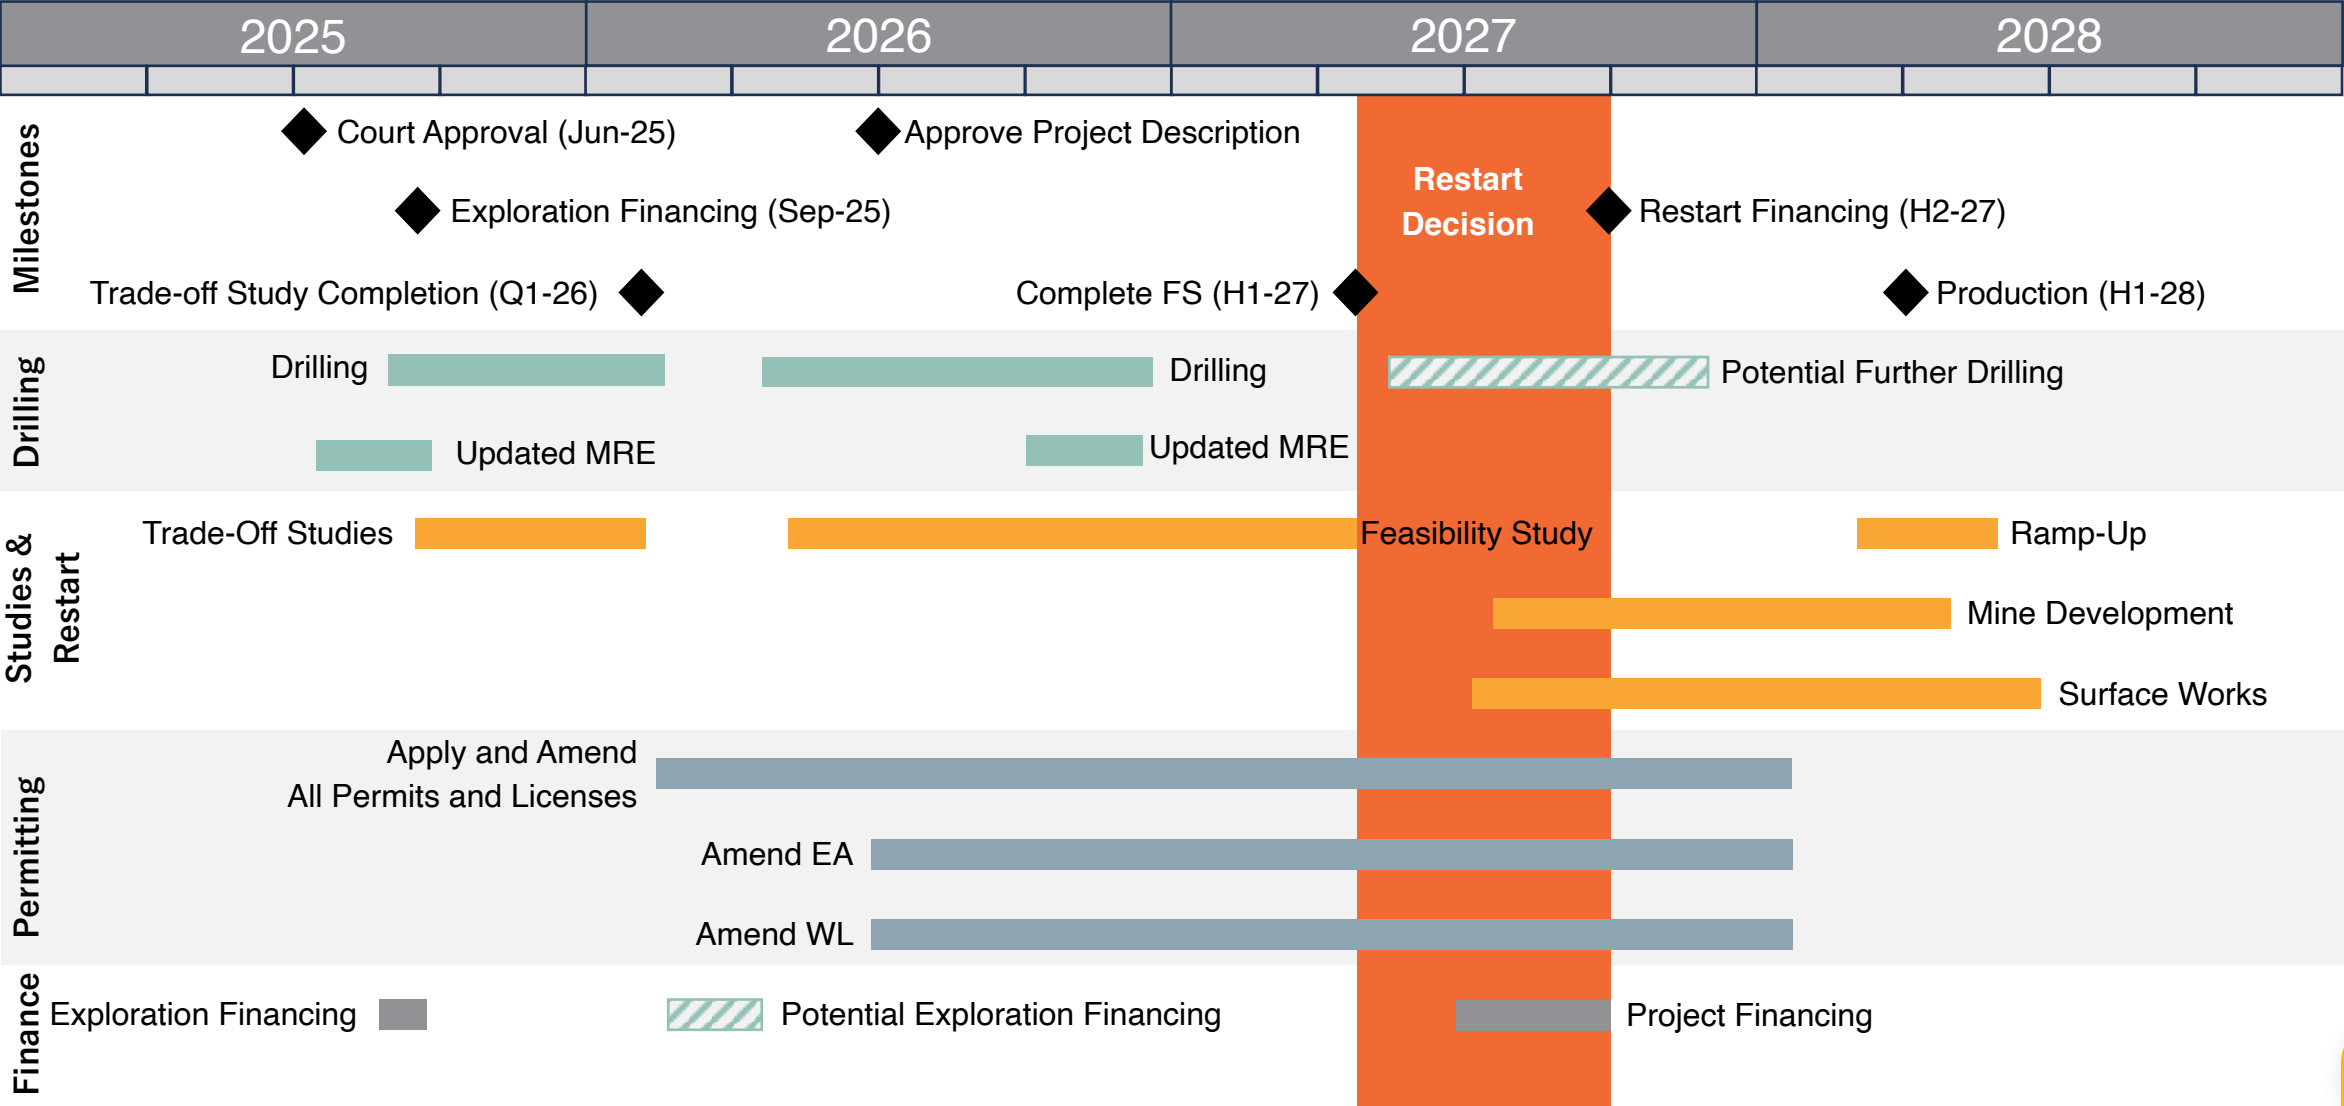 2025
2026
2027
2028
Milestones
Court Approval (Jun-25)
Approve Project Description
Restart
Decision
Exploration Financing (Sep-25)
Restart Financing (H2-27)
Trade-off Study Completion (Q1-26)
Complete FS (H1-27)
Production (H1-28)
Drilling
Drilling
Drilling
Potential Further Drilling
Updated MRE
Updated MRE
Studies &
Restart
Trade-Off Studies
Feasibility Study
Ramp-Up
Mine Development
Surface Works
Permitting
Apply and Amend
All Permits and Licenses
Amend EA
Amend WL
Finance
Exploration Financing
Potential Exploration Financing
Project Financing